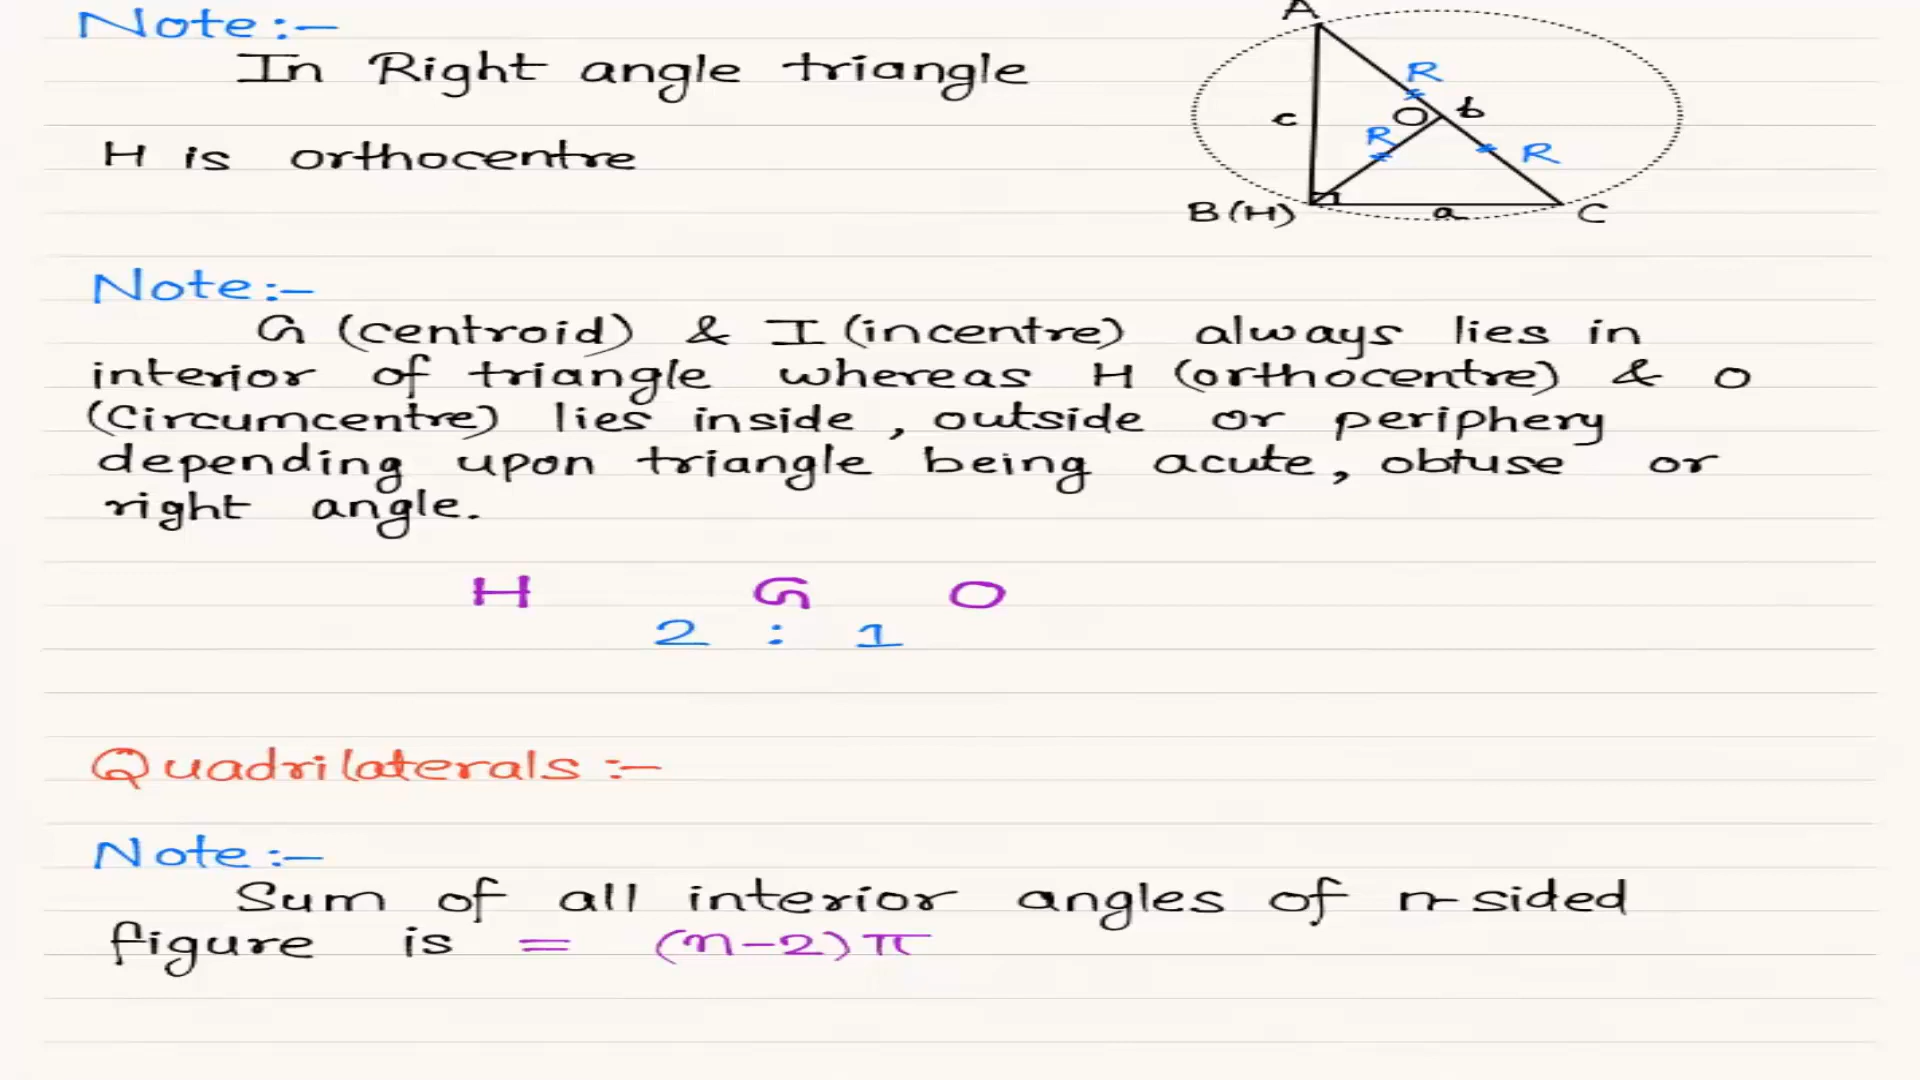 Note:-
In Right angle triangle
H is orthocentre
A
R
c
O
b
R
R
B(H)
a
C
Note:-
G (centroid) & I (incentre) always lies in
interior of triangle whereas H (orthocentre) & O
(Circumcentre) lies inside, outside or periphery
depending upon triangle being acute, obtuse or
right angle.
H G O
2 : 1
Quadrilaterals :-
Note:-
Sum of all interior angles of n-sided
figure is = (n-2)π